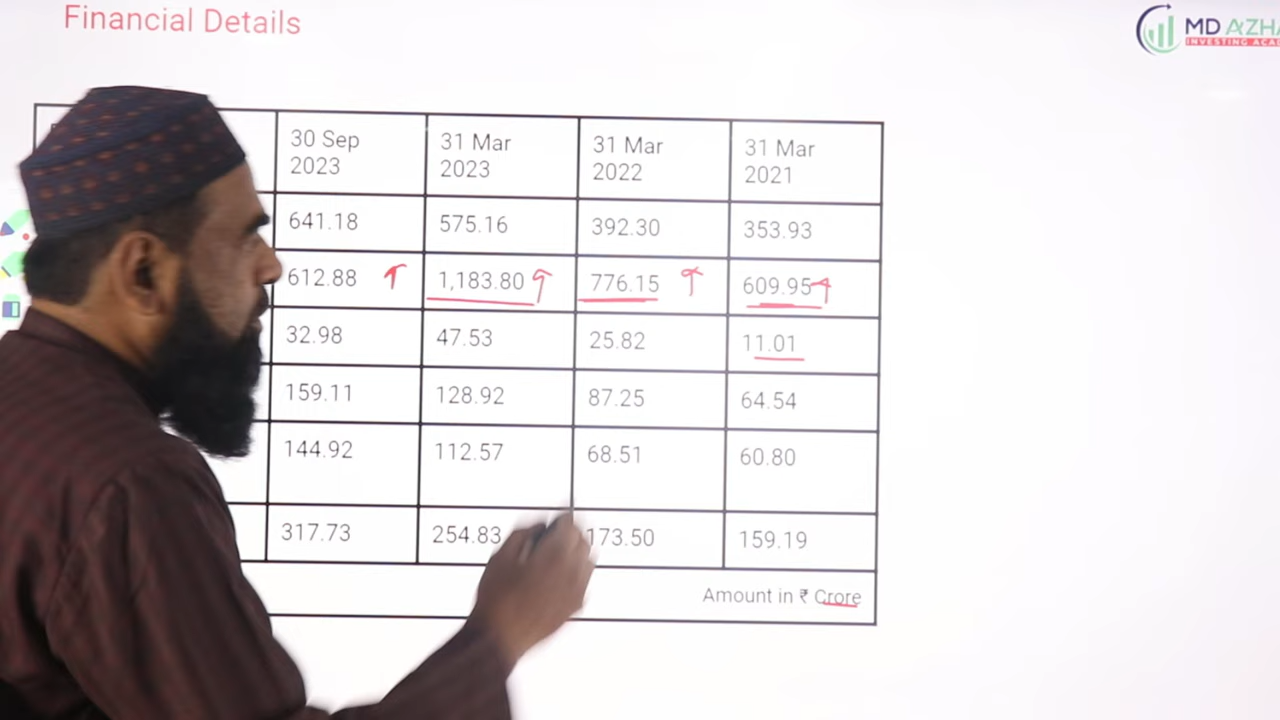 Financial Details
MD AZHA
INVESTING ACA
30 Sep 2023 31 Mar 2023 31 Mar 2022 31 Mar 2021
641.18 575.16 392.30 353.93
612.88 1,183.80 776.15 609.95
32.98 47.53 25.82 11.01
159.11 128.92 87.25 64.54
144.92 112.57 68.51 60.80
317.73 254.83 173.50 159.19
Amount in ₹ Crore